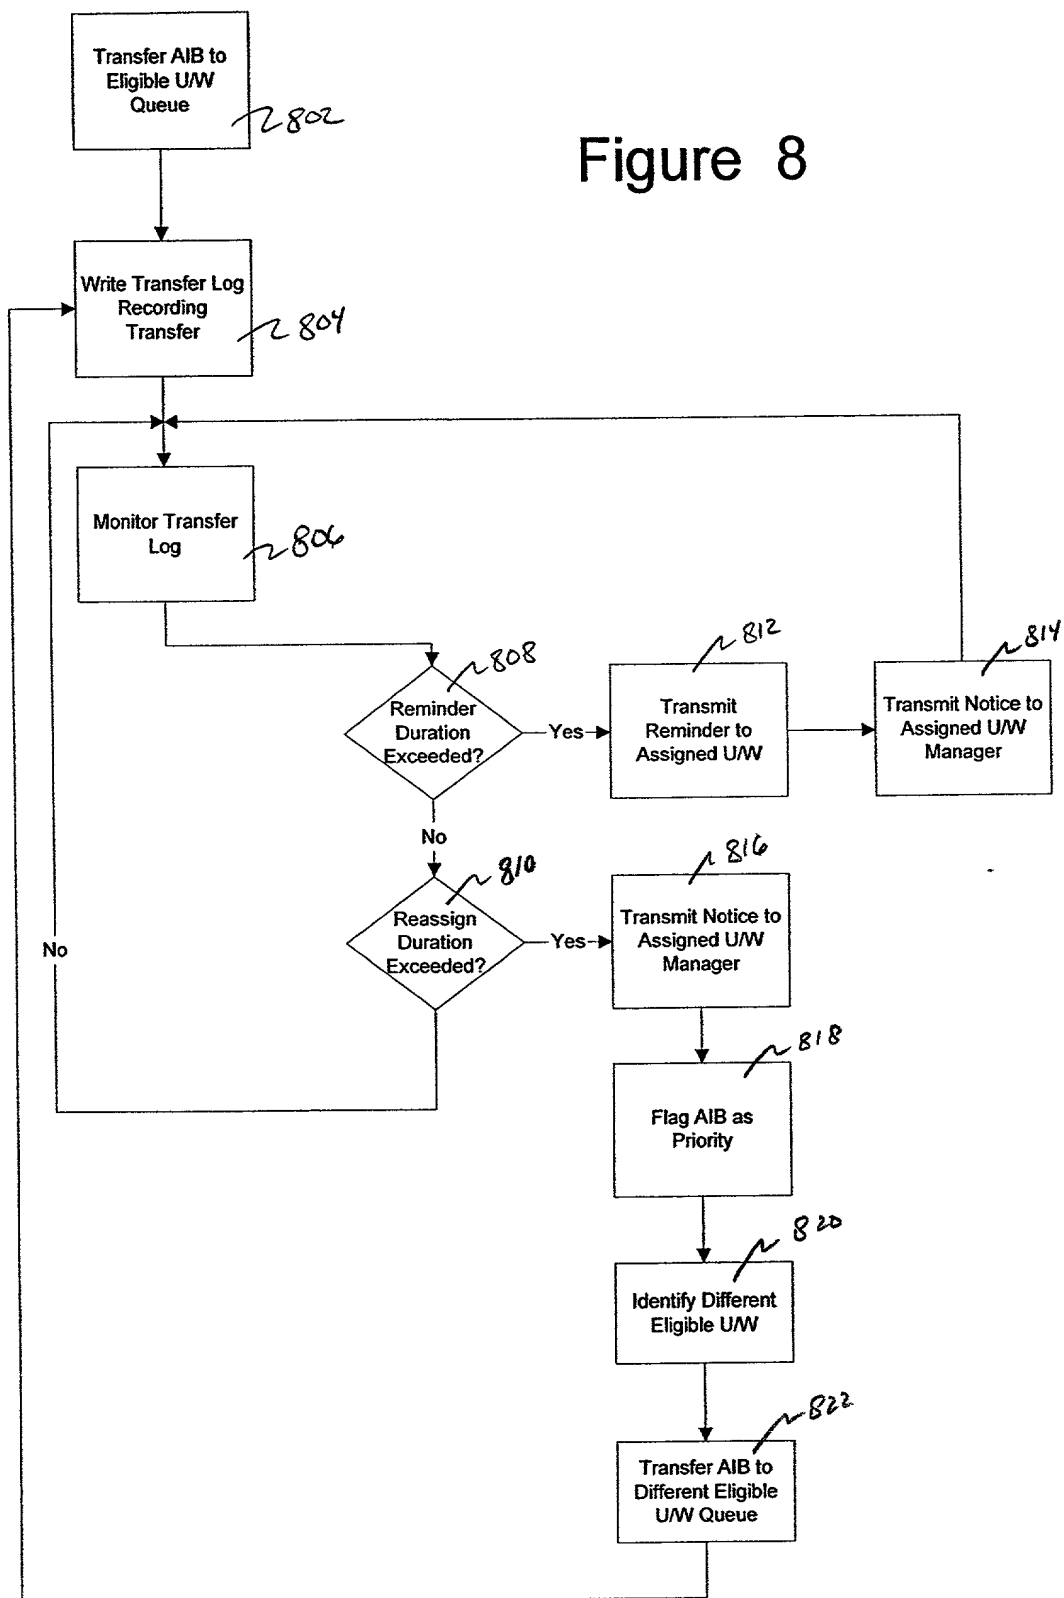 Transfer AIB to
Eligible U/W
Queue
802
Figure 8
Write Transfer Log
Recording
Transfer
804
Monitor Transfer
Log
806
808
Reminder
Duration
Exceeded?
Yes
812
Transmit
Reminder to
Assigned U/W
814
Transmit Notice to
Assigned U/W
Manager
No
810
Reassign
Duration
Exceeded?
Yes
No
816
Transmit Notice to
Assigned U/W
Manager
818
Flag AIB as
Priority
820
Identify Different
Eligible U/W
822
Transfer AIB to
Different Eligible
U/W Queue